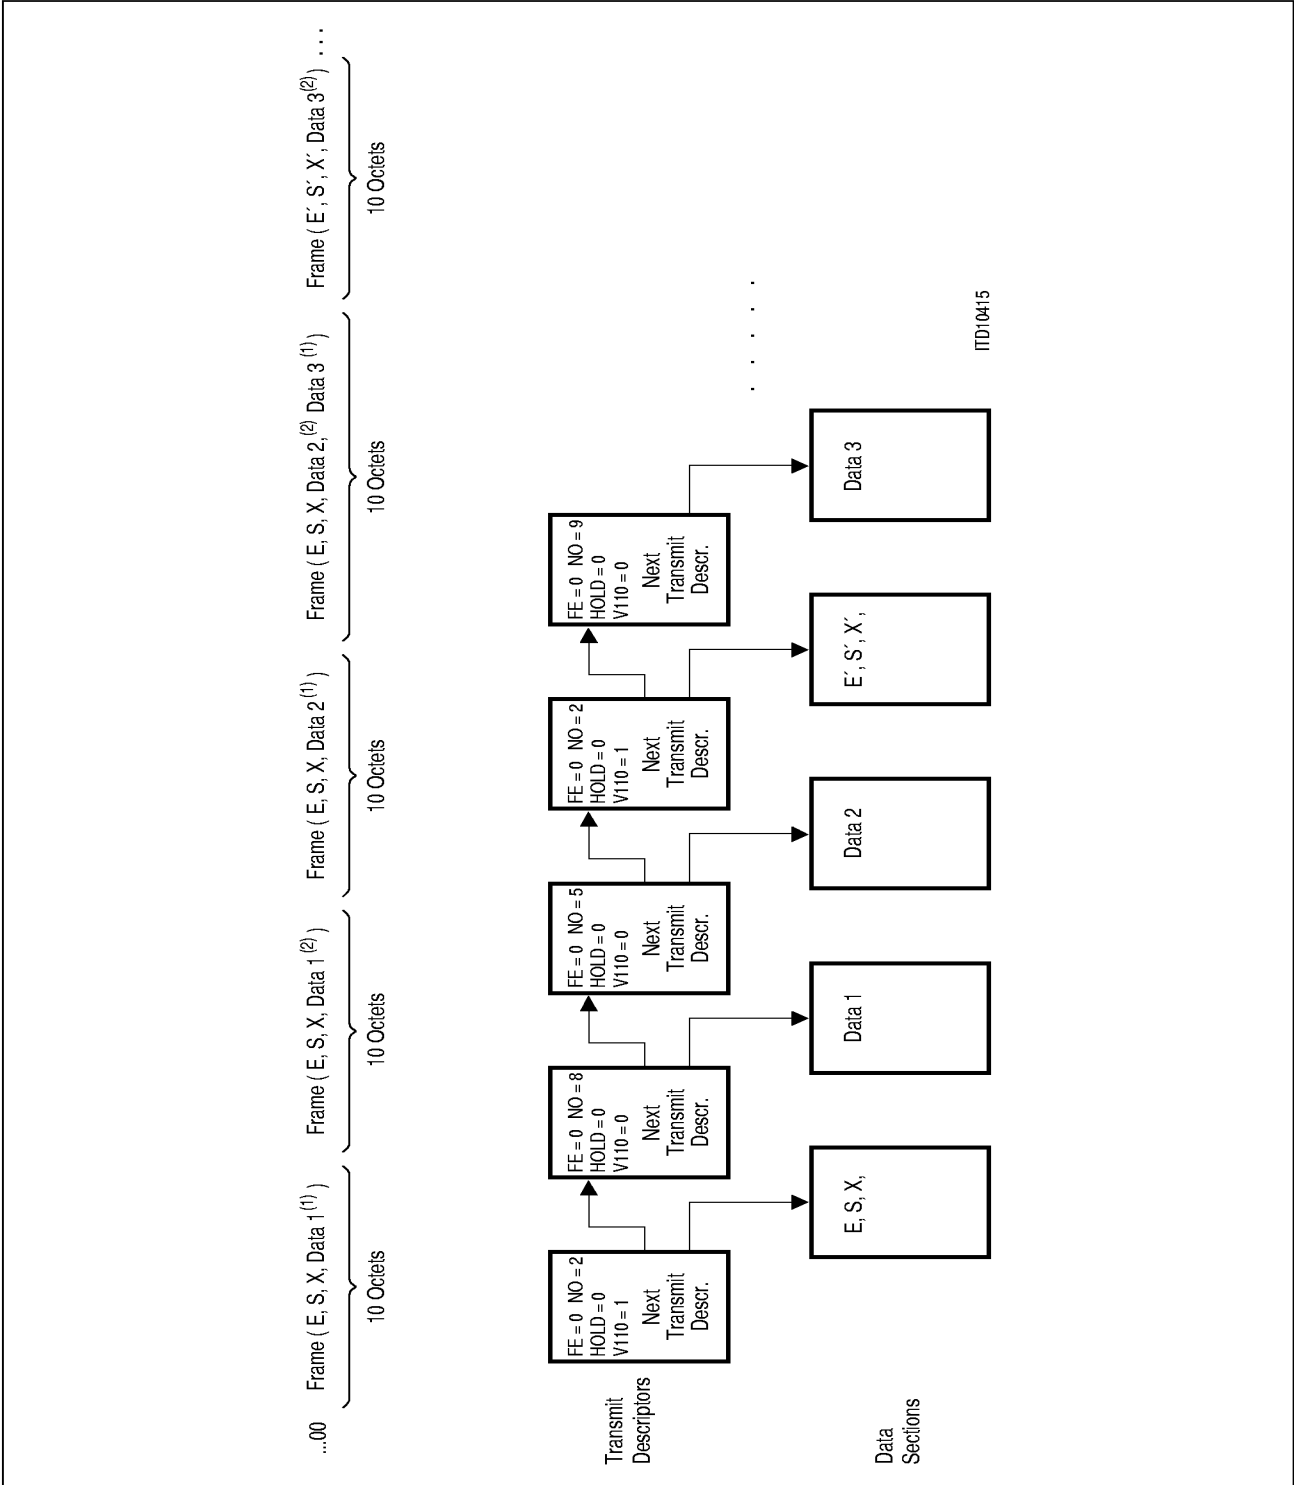 ...00 Frame ( E, S, X, Data 1(1) ) Frame ( E, S, X, Data 1(2) ) Frame ( E, S, X, Data 2(1) ) Frame ( E, S, X, Data 2,(2) Data 3 (1) ) Frame ( E´, S´, X´, Data 3(2) ) ...
10 Octets 10 Octets 10 Octets 10 Octets 10 Octets
Transmit
Descriptors
FE = 0 NO = 2
HOLD = 0
V110 = 1
Next
Transmit
Descr.
FE = 0 NO = 8
HOLD = 0
V110 = 0
Next
Transmit
Descr.
FE = 0 NO = 5
HOLD = 0
V110 = 0
Next
Transmit
Descr.
FE = 0 NO = 2
HOLD = 0
V110 = 1
Next
Transmit
Descr.
FE = 0 NO = 9
HOLD = 0
V110 = 0
Next
Transmit
Descr.
. . . . .
Data
Sections
E, S, X,
Data 1
Data 2
E´, S´, X´,
Data 3
ITD10415